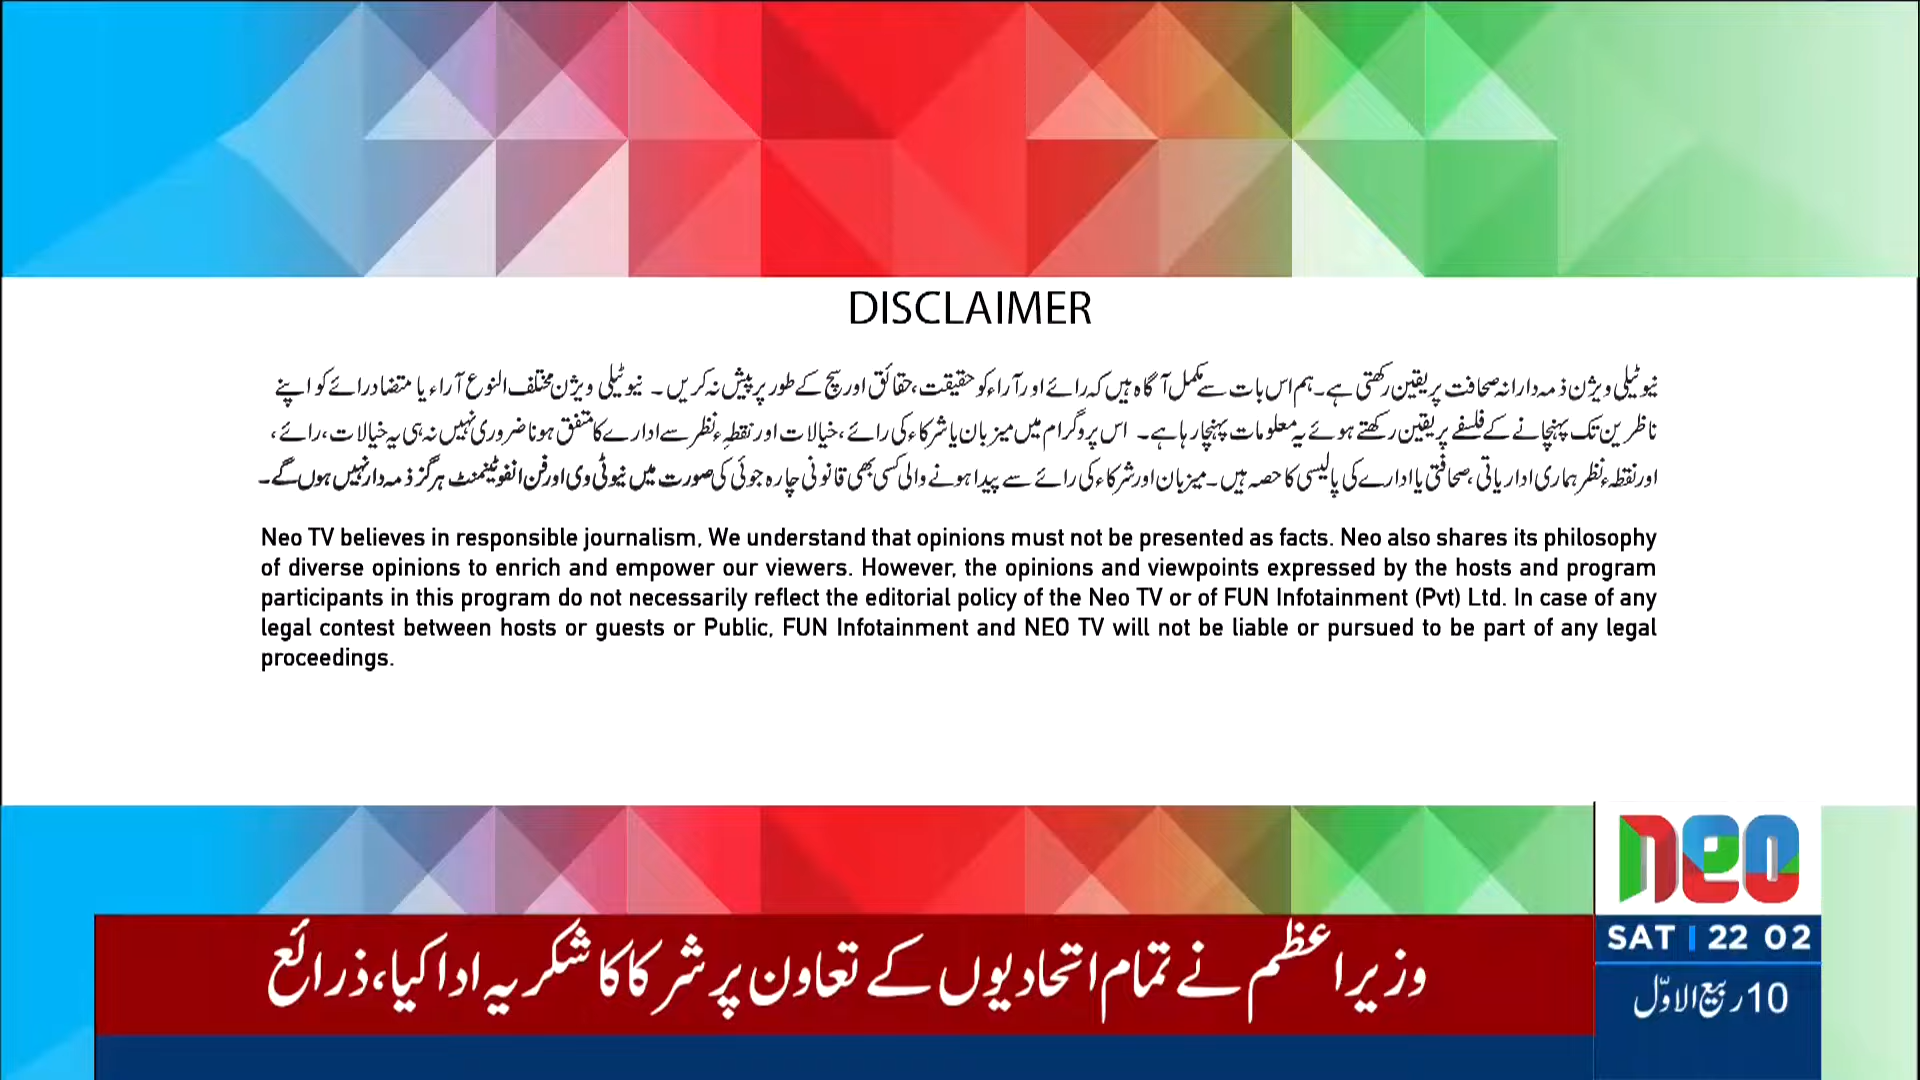 DISCLAIMER
نیو ٹیلی ویژن ذمہ دارانہ صحافت پر یقین رکھتی ہے۔ ہم اس بات سے مکمل آگاہ ہیں کہ رائے اور آراء کو حقیقت، حقائق اور سچ کے طور پر پیش نہ کریں ۔ نیو ٹیلی ویژن مختلف النوع آراء یا متضاد رائے کو اپنے
ناظرین تک پہنچانے کے فلسفے پر یقین رکھتے ہوئے یہ معلومات پہنچا رہا ہے۔ اس پروگرام میں میزبان یا شرکاء کی رائے، خیالات اور نقطہء نظر سے ادارے کا متفق ہونا ضروری نہیں نہ ہی یہ خیالات، رائے،
اور نقطہء نظر ہماری ادارتی، صحافتی یا ادارے کی پالیسی کا حصہ ہیں۔ میزبان اور شرکاء کی رائے سے پیدا ہونے والی کسی بھی قانونی چارہ جوئی کی صورت میں نیو ٹی وی اور فن انفوٹینمنٹ ہرگز ذمہ دار نہیں ہوں گے۔
Neo TV believes in responsible journalism, We understand that opinions must not be presented as facts. Neo also shares its philosophy
of diverse opinions to enrich and empower our viewers. However, the opinions and viewpoints expressed by the hosts and program
participants in this program do not necessarily reflect the editorial policy of the Neo TV or of FUN Infotainment (Pvt) Ltd. In case of any
legal contest between hosts or guests or Public, FUN Infotainment and NEO TV will not be liable or pursued to be part of any legal
proceedings.
neo
وزیراعظم نے تمام اتحادیوں کے تعاون پر شرکا کا شکریہ ادا کیا، ذرائع
SAT | 22 02
10 ربیع الاوّل